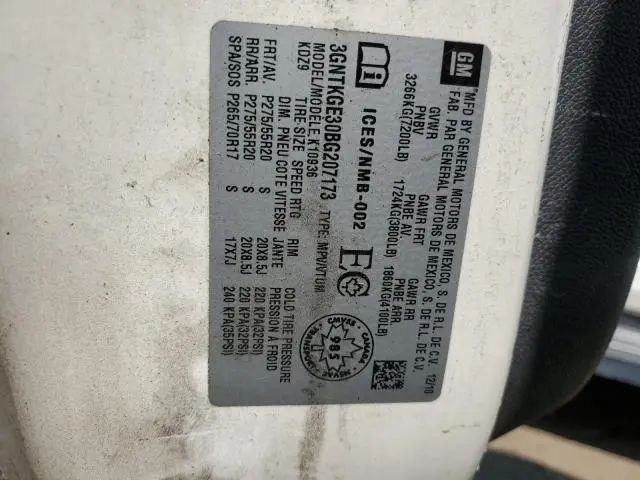 GM
MFD BY GENERAL MOTORS DE MEXICO, S. DE R.L. DE C.V. 12/10
FAB. PAR GENERAL MOTORS DE MEXICO, S. DE R.L. DE C.V.
GVWR GAWR FRT GAWR RR
PNBV PNBE AV. PNBE ARR.
3266KG(7200LB) 1724KG(3800LB) 1860KG(4100LB)
ICES/NMB-002 EC
CANADA CMVSS 985 NSVAC TRANSPORT
3GNTKGE30BG207173 TYPE: MPV/VTUM
MODEL/MODELE K10936
KDZ9
TIRE SIZE SPEED RTG RIM COLD TIRE PRESSURE
DIM. PNEU COTE VITESSE JANTE PRESSION A FROID
FRT/AV. P275/55R20 S 20X8.5J 220 KPA(32PSI)
RR/ARR. P275/55R20 S 20X8.5J 220 KPA(32PSI)
SPA/SOS P265/70R17 S 17X7J 240 KPA(35PSI)